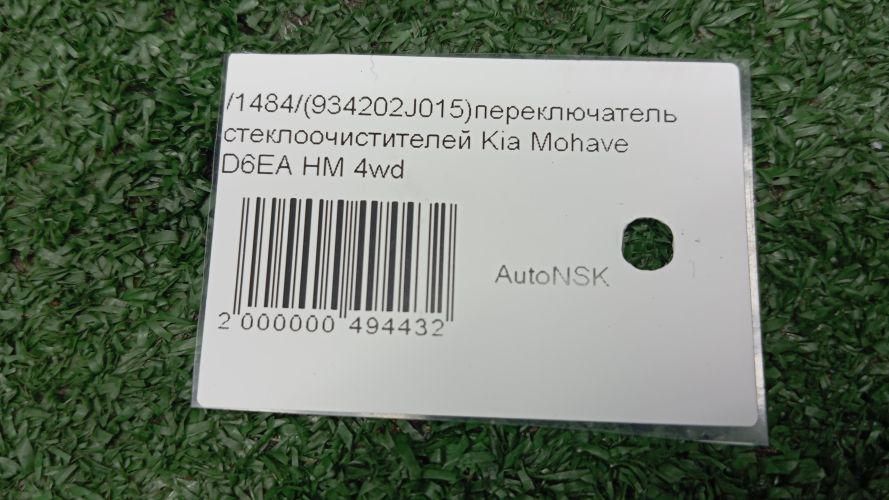 /1484/(934202J015)переключатель
стеклоочистителей Kia Mohave
D6EA HM 4wd
AutoNSK
2 000000 494432